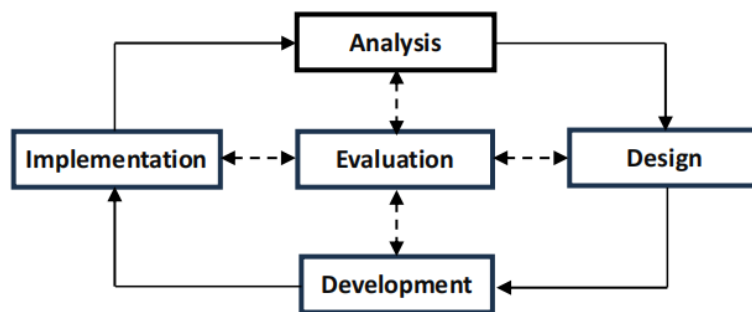 Analysis
Implementation
Evaluation
Design
Development